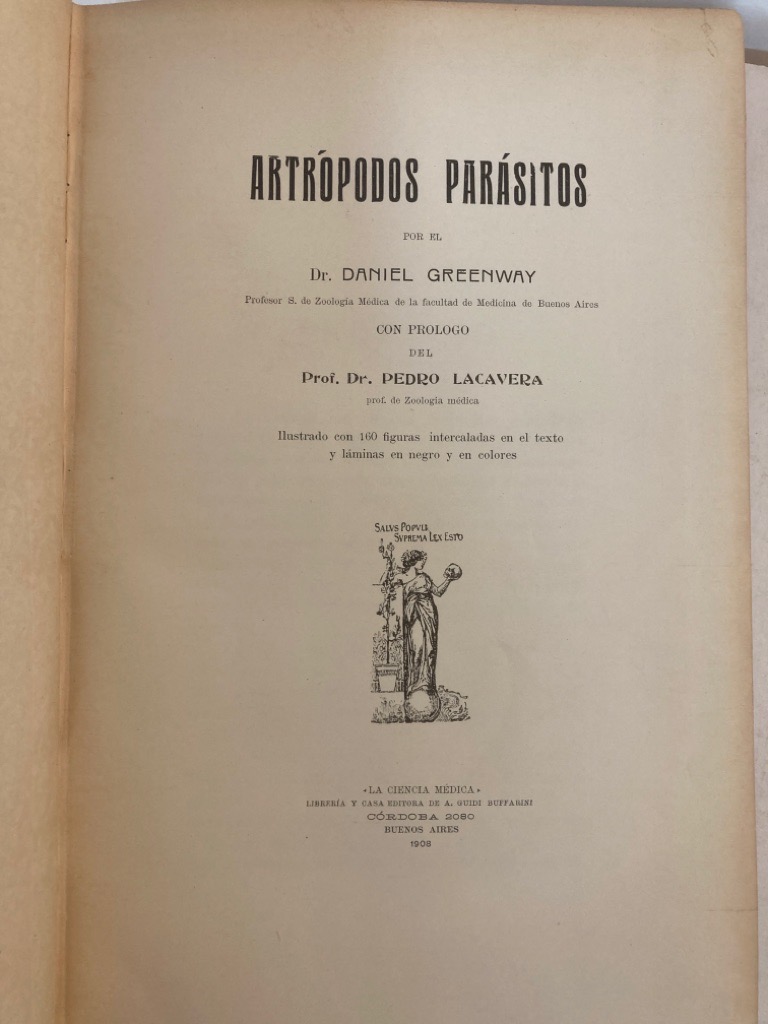 ARTRÓPODOS PARÁSITOS
POR EL
Dr. DANIEL GREENWAY
Profesor S. de Zoologia Médica de la facultad de Medicina de Buenos Aires
CON PROLOGO
DEL
Prof. Dr. PEDRO LACAVERA
prof. de Zoologia médica
Ilustrado con 160 figuras intercaladas en el texto
y láminas en negro y en colores
SALVS POPVLI
SVPREMA LEX ESTO
«LA CIENCIA MÉDICA»
LIBRERÍA Y CASA EDITORA DE A. GUIDI BUFFARINI
CÓRDOBA 2080
BUENOS AIRES
1908